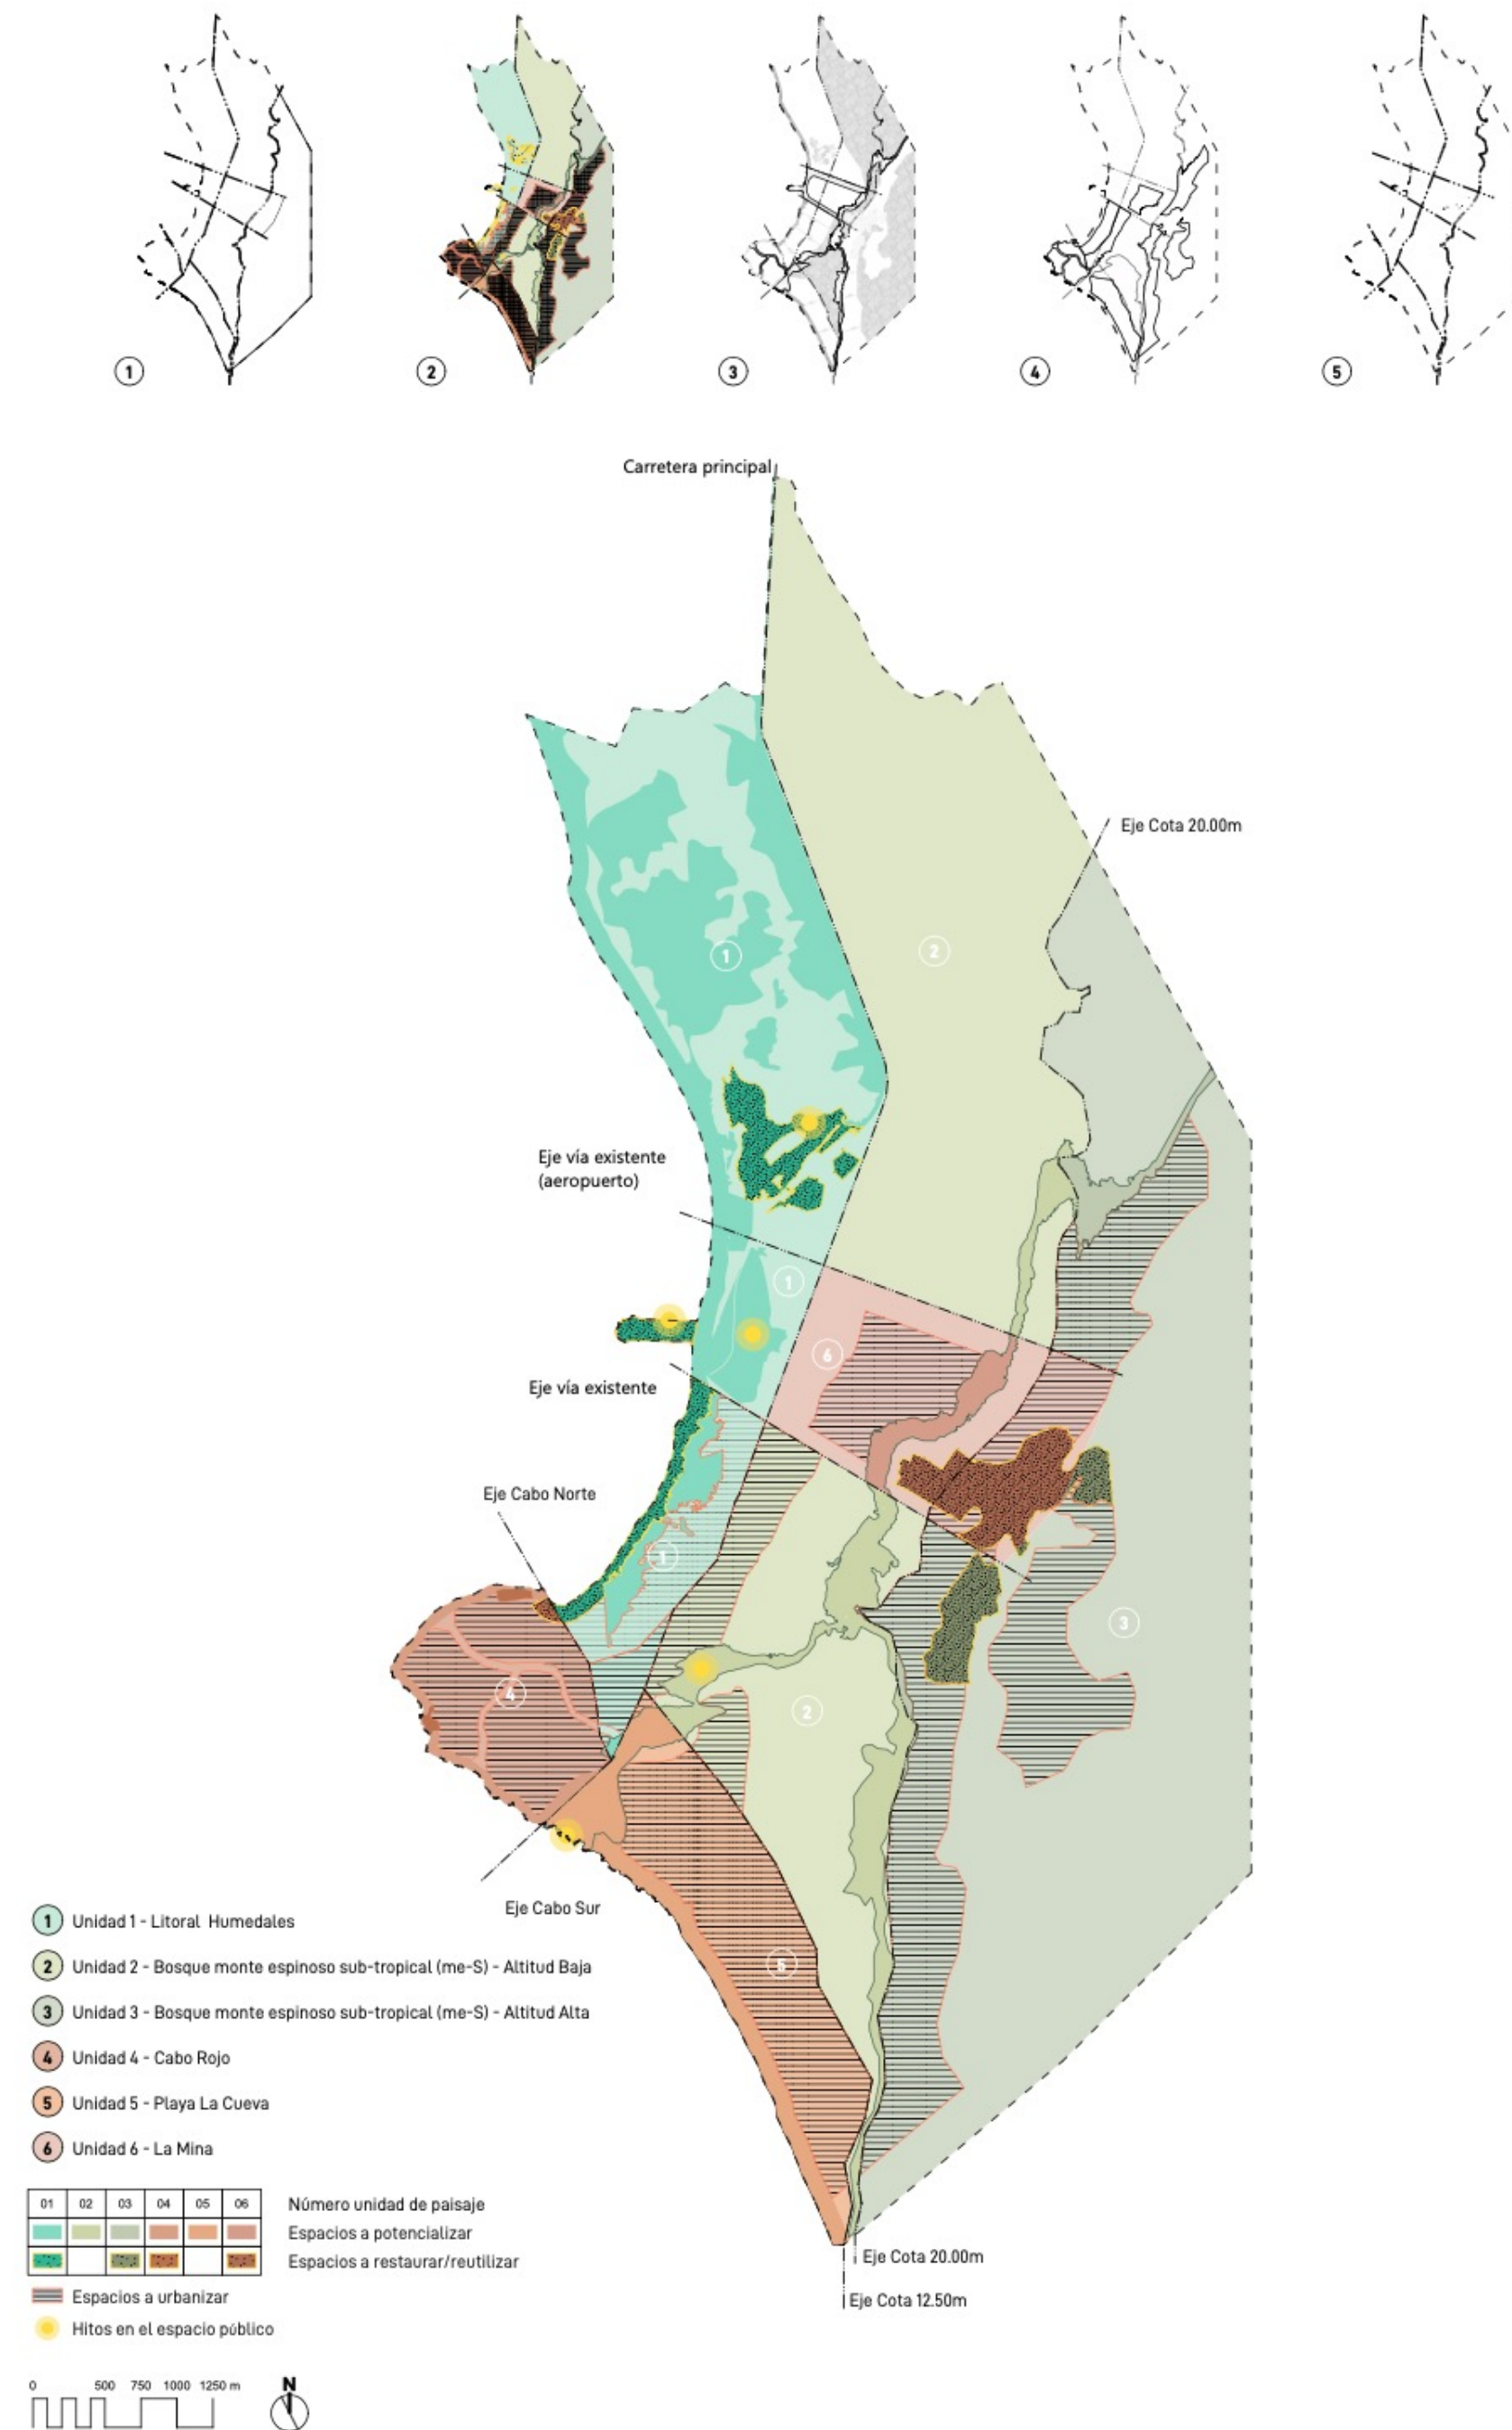 1
2
3
4
5
Carretera principal
Eje Cota 20.00m
1
2
Eje vía existente
(aeropuerto)
1
6
Eje vía existente
Eje Cabo Norte
1
3
4
2
Eje Cabo Sur
5
1 Unidad 1 - Litoral Humedales
2 Unidad 2 - Bosque monte espinoso sub-tropical (me-S) - Altitud Baja
3 Unidad 3 - Bosque monte espinoso sub-tropical (me-S) - Altitud Alta
4 Unidad 4 - Cabo Rojo
5 Unidad 5 - Playa La Cueva
6 Unidad 6 - La Mina
01 02 03 04 05 06 Número unidad de paisaje
Espacios a potencializar
Espacios a restaurar/reutilizar
Espacios a urbanizar
Hitos en el espacio público
Eje Cota 20.00m
Eje Cota 12.50m
0 500 750 1000 1250 m
N